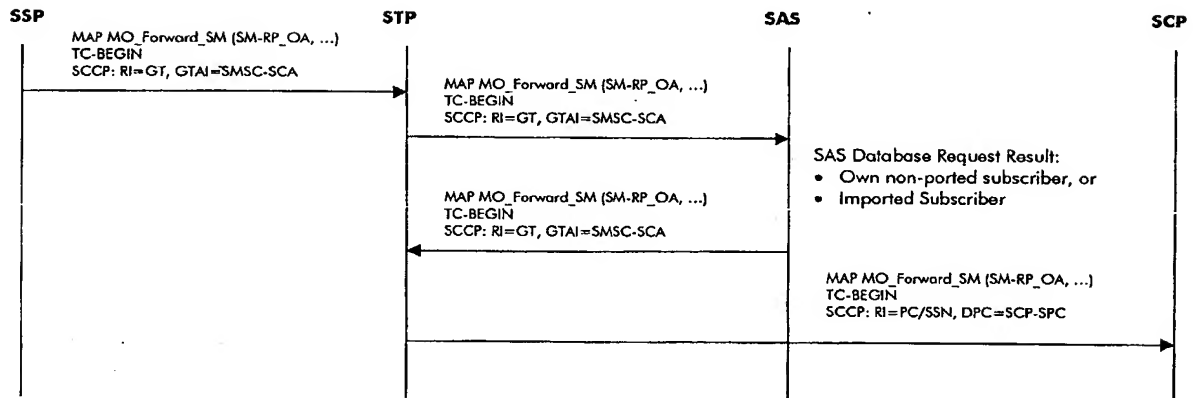 SSP
STP
SAS
SCP
MAP MO_Forward_SM (SM-RP_OA, ...)
TC-BEGIN
SCCP: RI=GT, GTAI=SMSC-SCA
MAP MO_Forward_SM (SM-RP_OA, ...)
TC-BEGIN
SCCP: RI=GT, GTAI=SMSC-SCA
SAS Database Request Result:
• Own non-ported subscriber, or
• Imported Subscriber
MAP MO_Forward_SM (SM-RP_OA, ...)
TC-BEGIN
SCCP: RI=GT, GTAI=SMSC-SCA
MAP MO_Forward_SM (SM-RP_OA, ...)
TC-BEGIN
SCCP: RI=PC/SSN, DPC=SCP-SPC